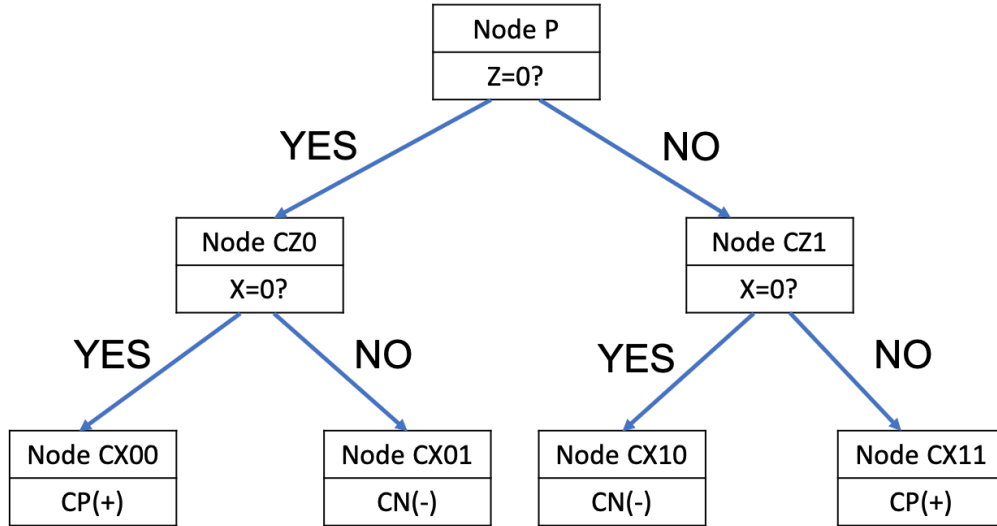 Node P
Z=0?
YES
NO
Node CZ0
X=0?
Node CZ1
X=0?
YES
NO
YES
NO
Node CX00
CP(+)
Node CX01
CN(-)
Node CX10
CN(-)
Node CX11
CP(+)